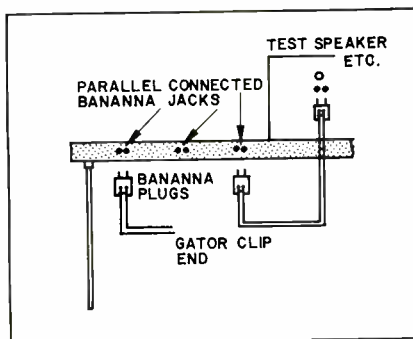 TEST SPEAKER
ETC.
PARALLEL CONNECTED
BANANNA JACKS
BANANNA
PLUGS
GATOR CLIP
END